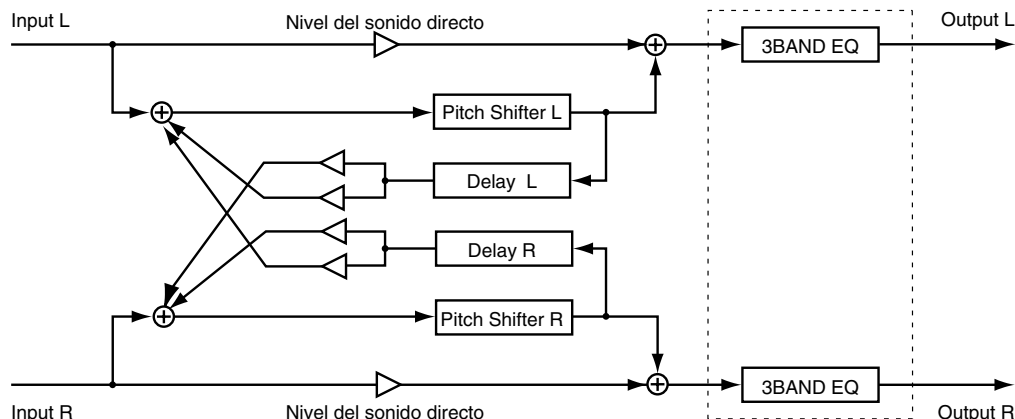 Input L
Nivel del sonido directo
Output L
3BAND EQ
Pitch Shifter L
Delay L
Delay R
Pitch Shifter R
3BAND EQ
Input R
Nivel del sonido directo
Output R